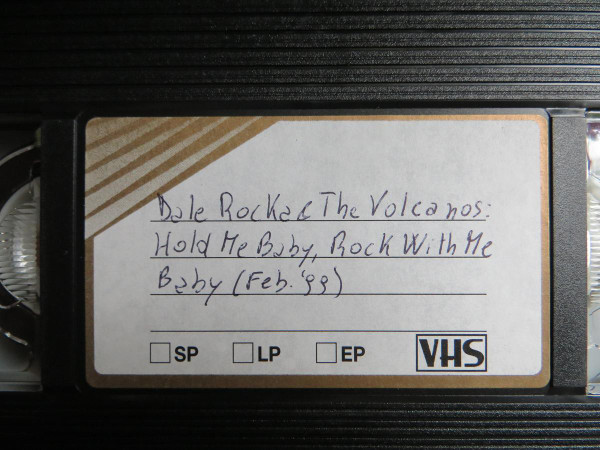 Dale Rocka & The Volcanos:
Hold Me Baby, Rock With Me
Baby (Feb. '99)
SP LP EP VHS